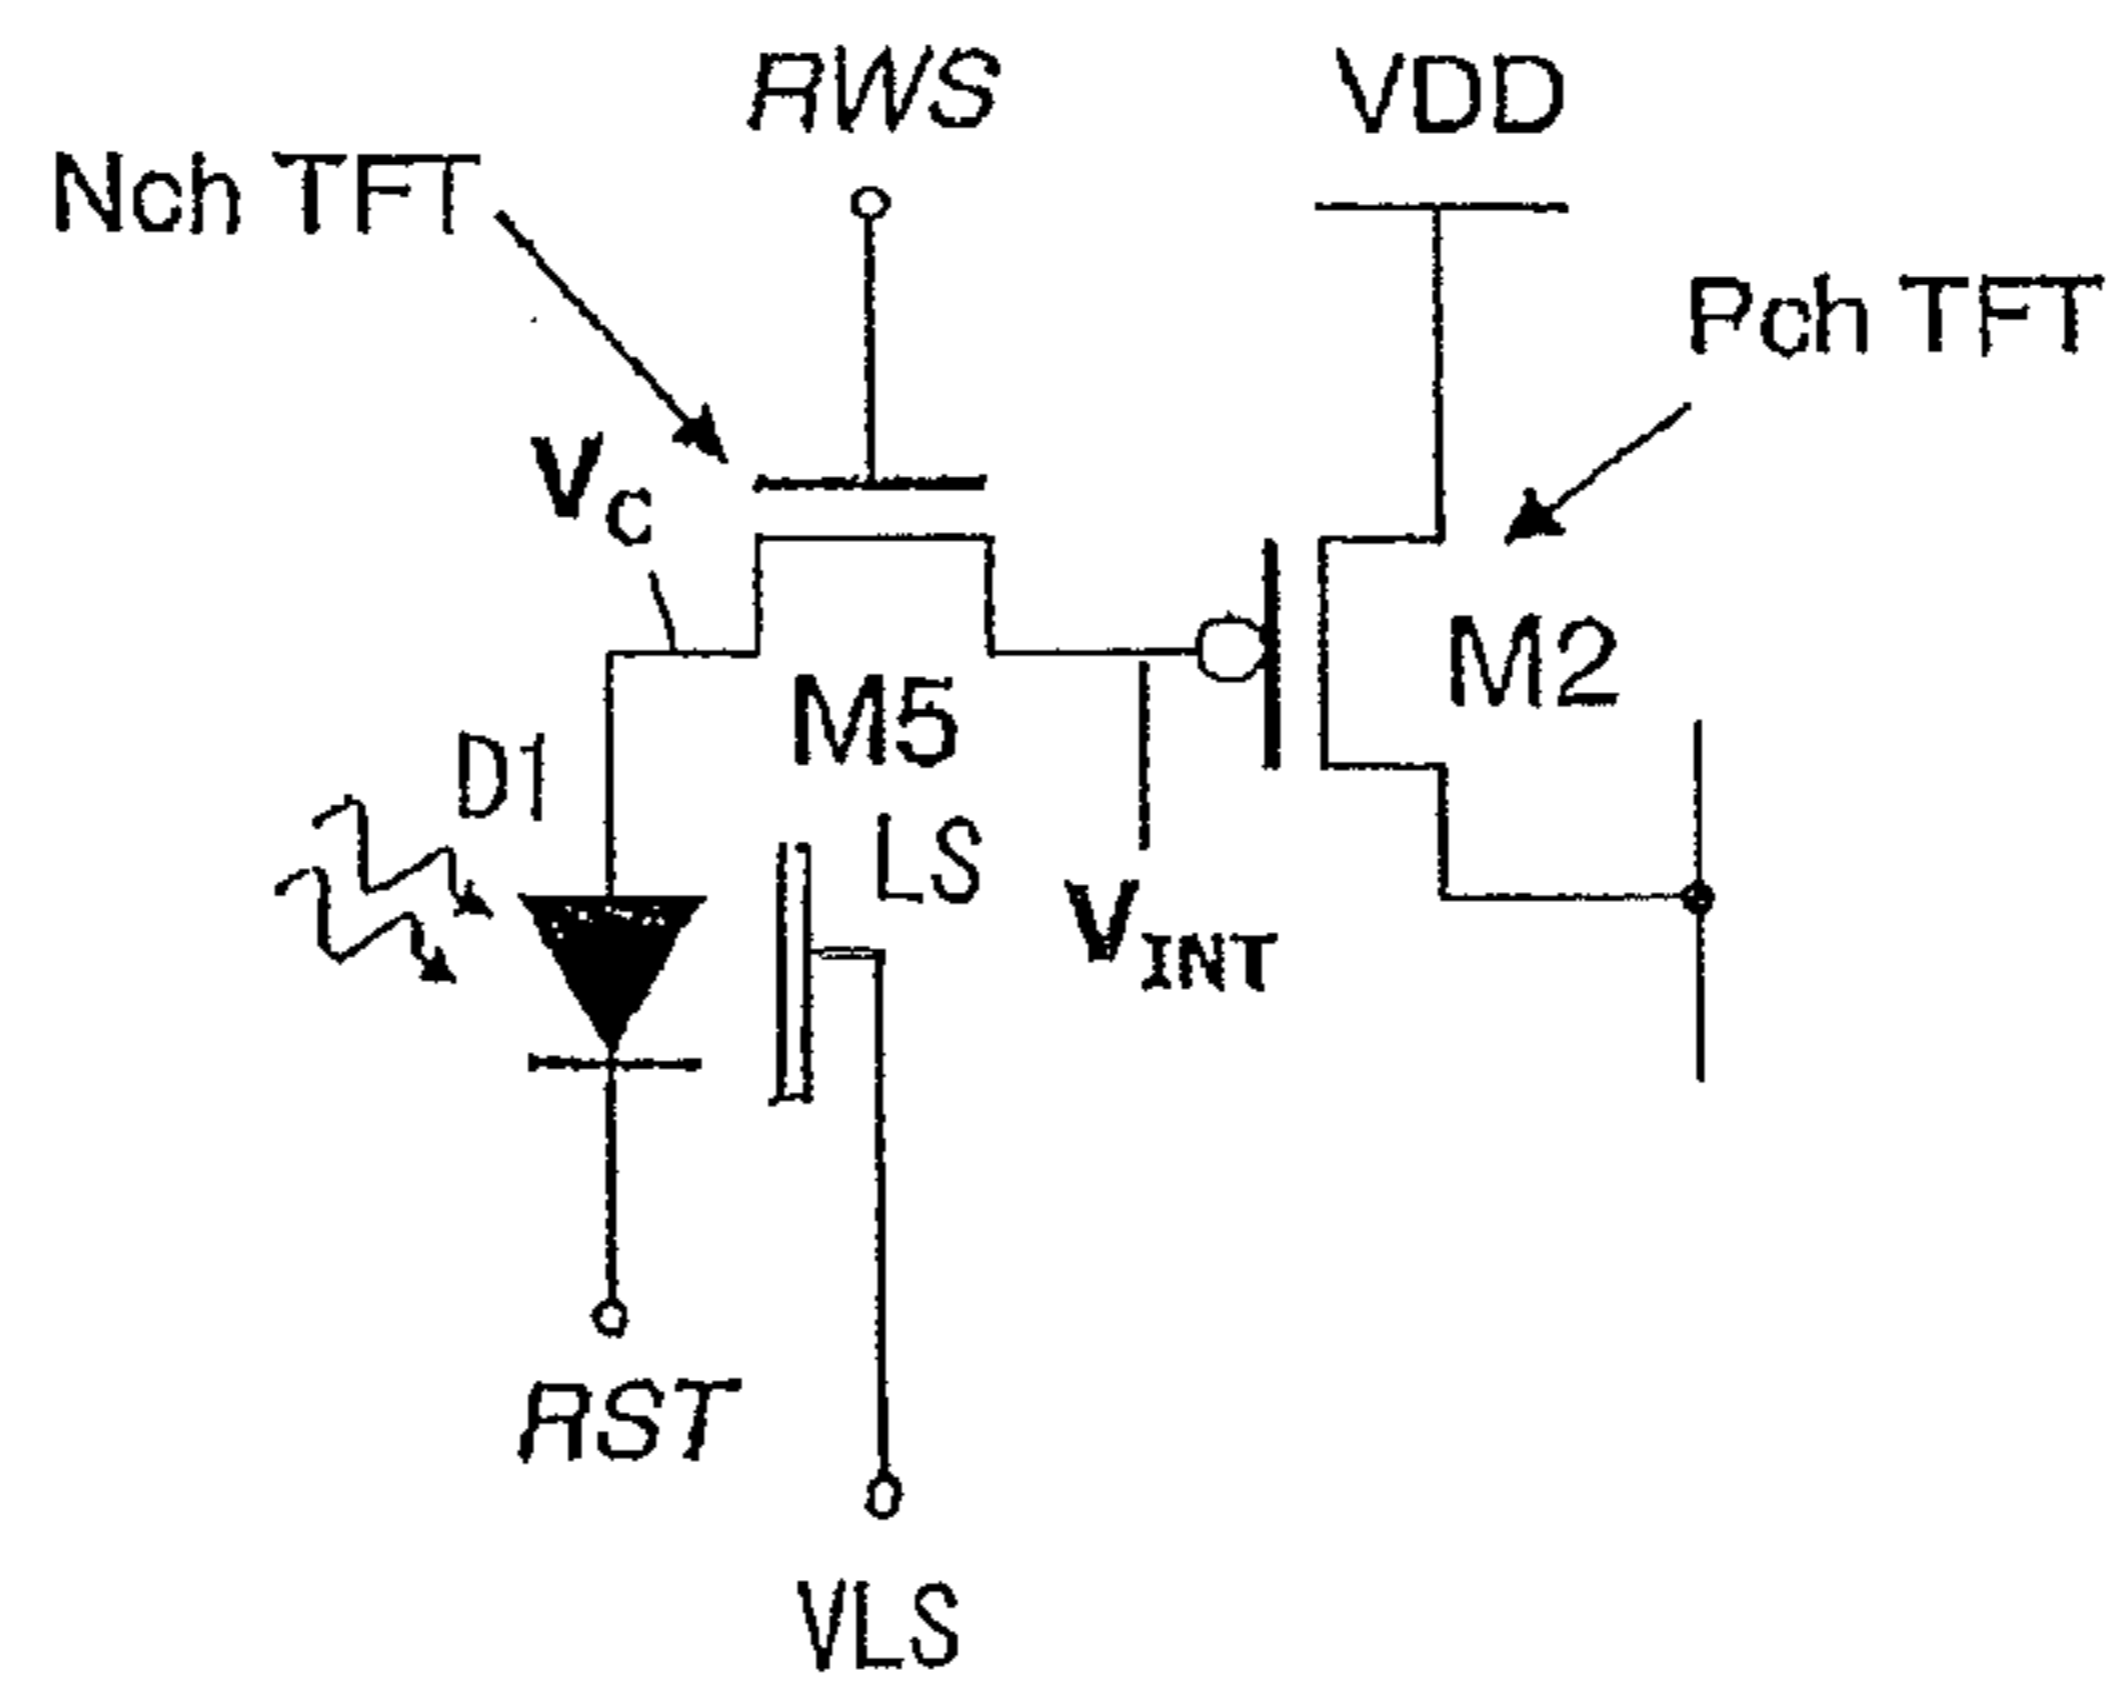 RWS
VDD
Nch TFT
Pch TFT
VC
M2
M5
D1
LS
VINT
RST
VLS